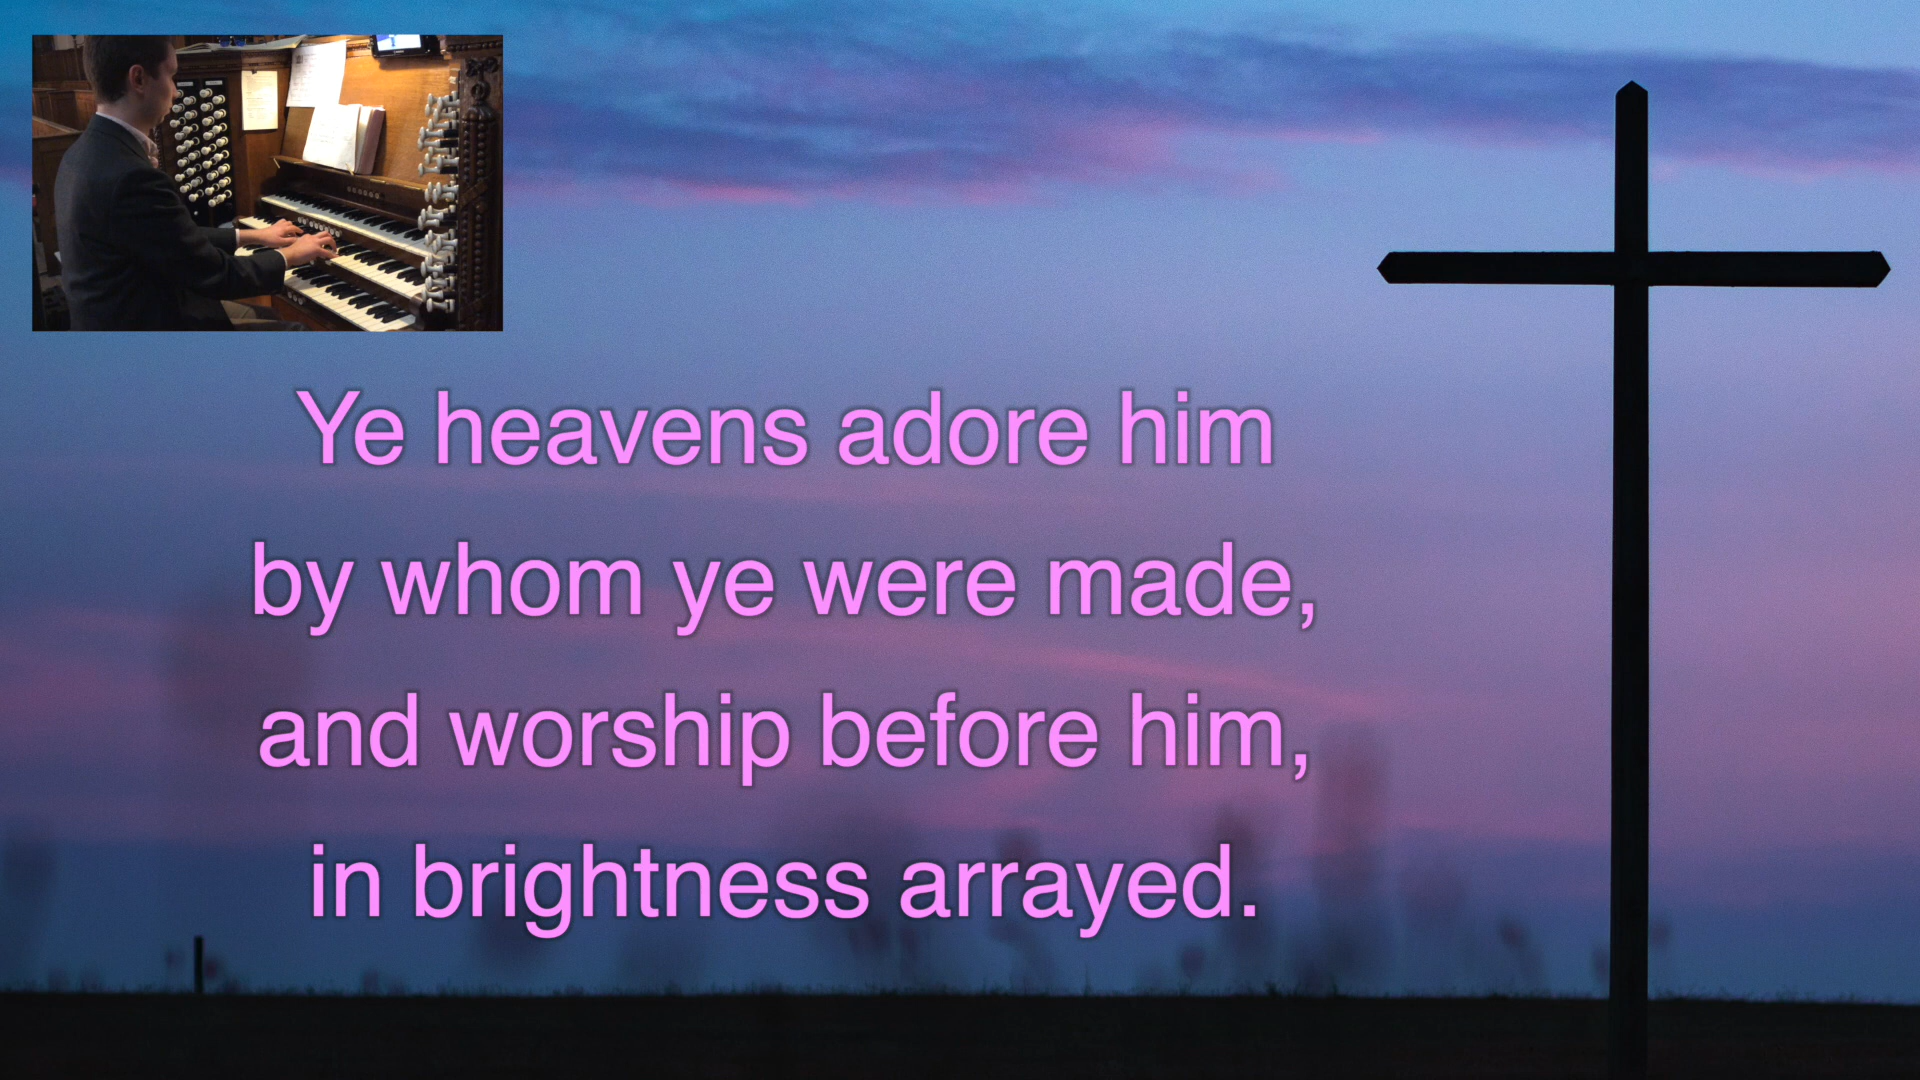 Ye heavens adore him
by whom ye were made,
and worship before him,
in brightness arrayed.